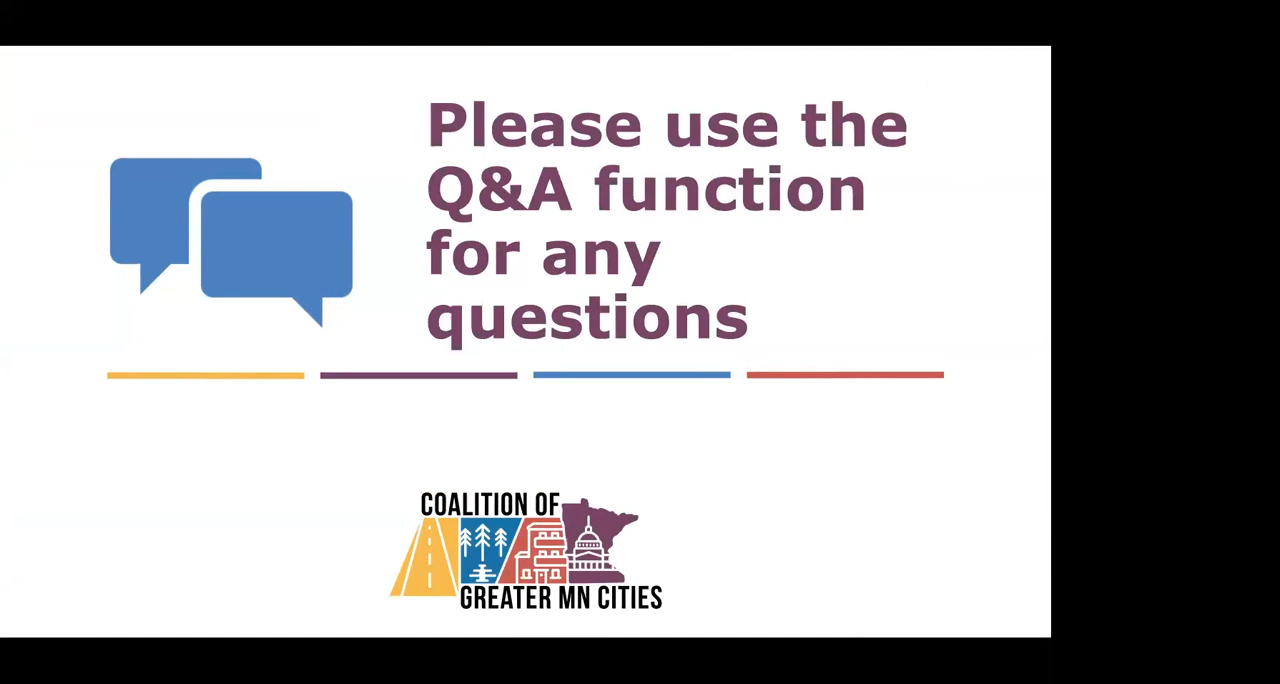 Please use the
Q&A function
for any
questions
COALITION OF
GREATER MN CITIES